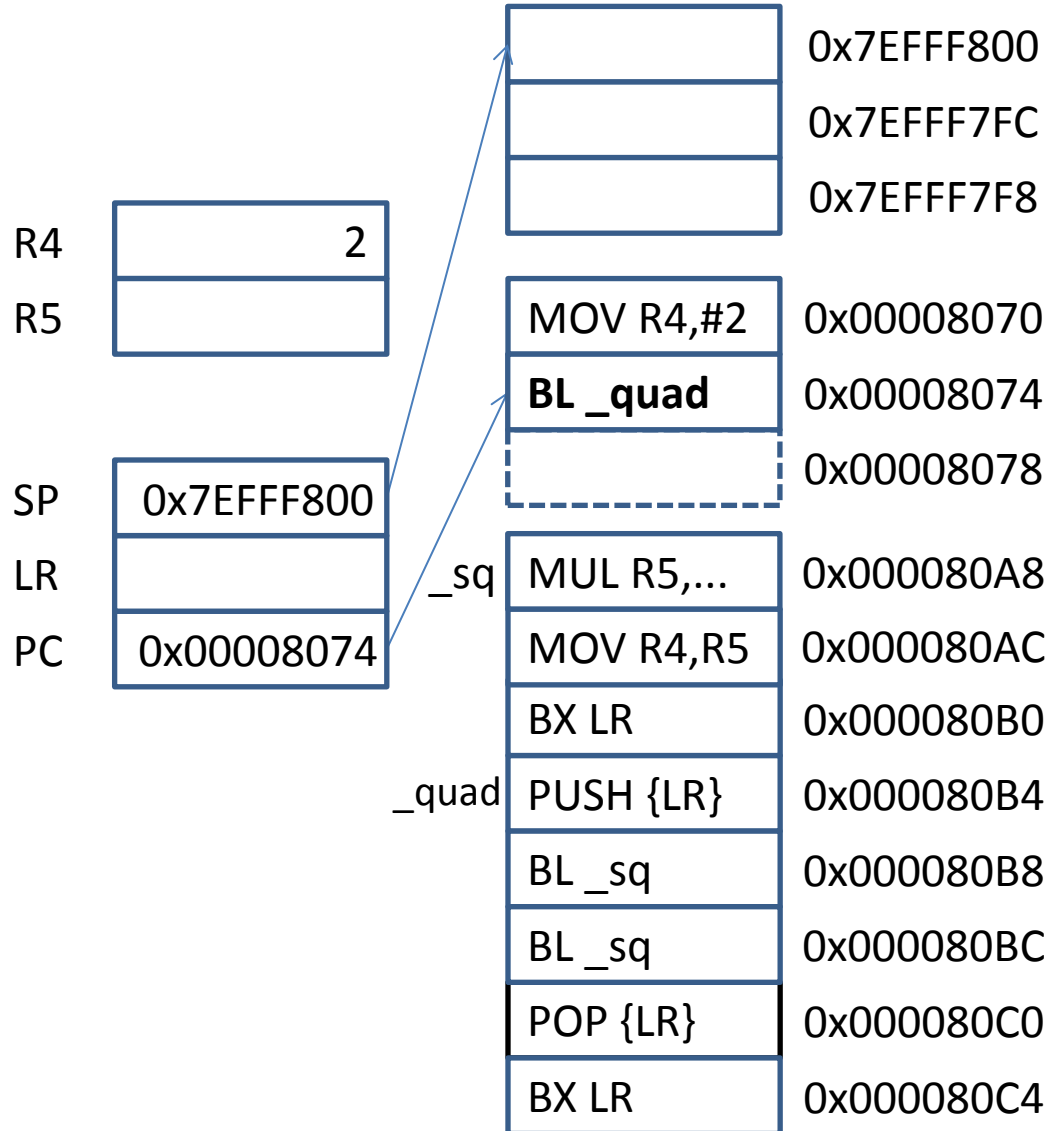 0x7EFFF800
0x7EFFF7FC
0x7EFFF7F8
R4 2
R5
MOV R4,#2 0x00008070
BL _quad 0x00008074
0x00008078
SP 0x7EFFF800
LR
PC 0x00008074
_sq MUL R5,... 0x000080A8
MOV R4,R5 0x000080AC
BX LR 0x000080B0
_quad PUSH {LR} 0x000080B4
BL _sq 0x000080B8
BL _sq 0x000080BC
POP {LR} 0x000080C0
BX LR 0x000080C4